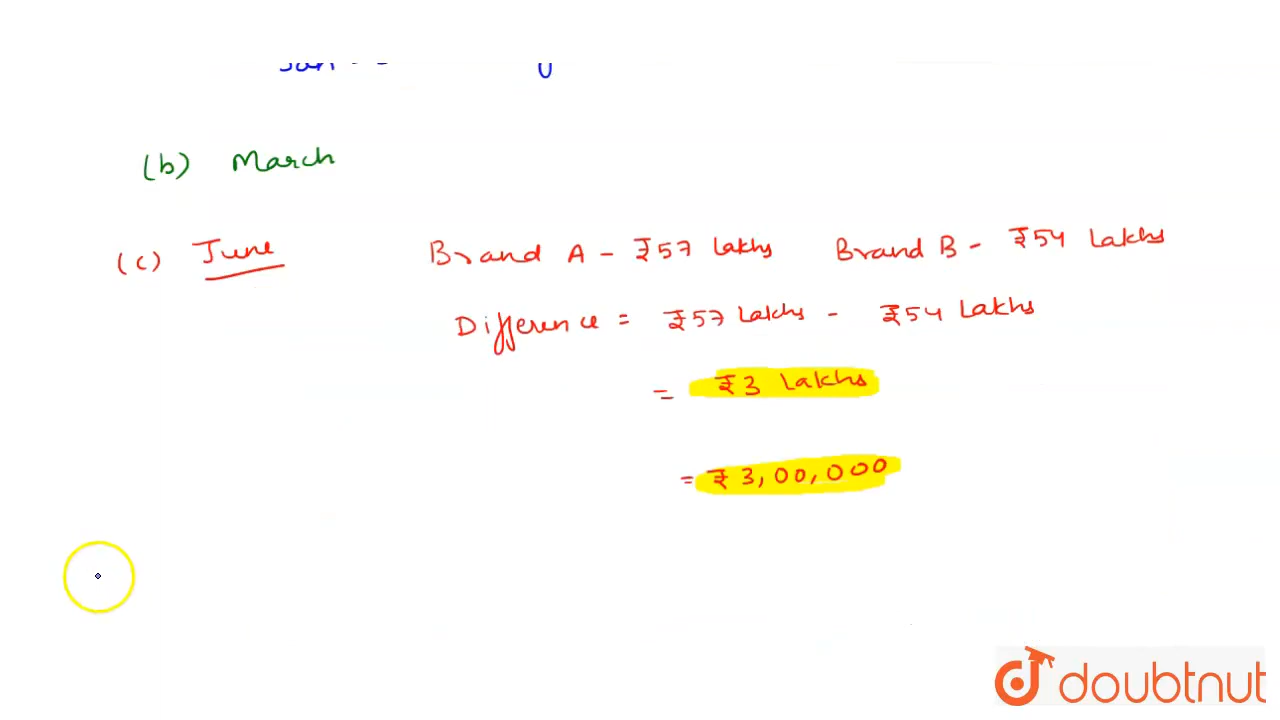 (b) March
(c) June Brand A - ₹57 lakhs Brand B - ₹54 lakhs
Difference = ₹57 lakhs - ₹54 lakhs
= ₹3 lakhs
= ₹3,00,000
doubtnut